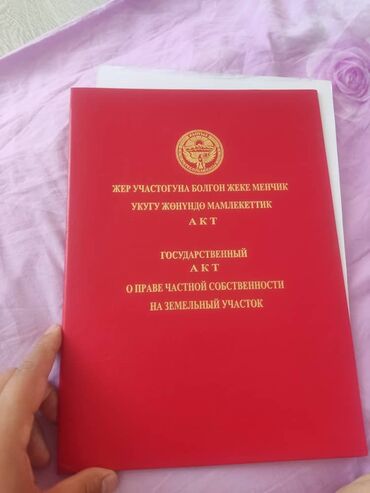 ЖЕР УЧАСТОГУНА БОЛГОН ЖЕКЕ МЕНЧИК
УКУГУ ЖӨНҮНДӨ МАМЛЕКЕТТИК
АКТ
ГОСУДАРСТВЕННЫЙ
АКТ
О ПРАВЕ ЧАСТНОЙ СОБСТВЕННОСТИ
НА ЗЕМЕЛЬНЫЙ УЧАСТОК